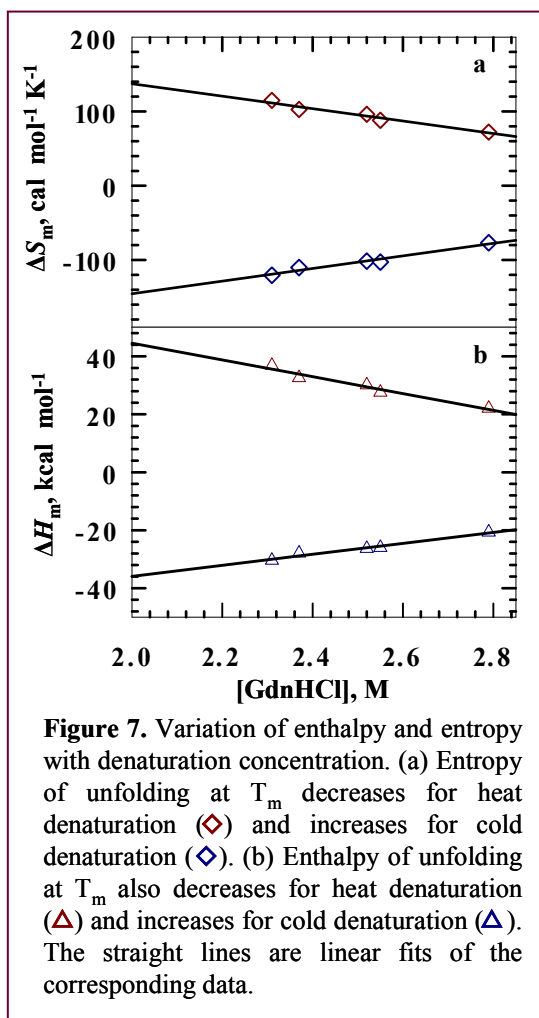 200
a
100
0
-100
ΔSm, cal mol-1 K-1
b
40
20
0
-20
-40
ΔHm, kcal mol-1
2.0 2.2 2.4 2.6 2.8
[GdnHCl], M
Figure 7. Variation of enthalpy and entropy
with denaturation concentration. (a) Entropy
of unfolding at Tm decreases for heat
denaturation (◇) and increases for cold
denaturation (◇). (b) Enthalpy of unfolding
at Tm also decreases for heat denaturation
(△) and increases for cold denaturation (△).
The straight lines are linear fits of the
corresponding data.